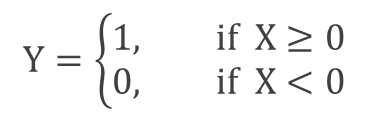 Y = {1, if X ≥ 0
0, if X < 0